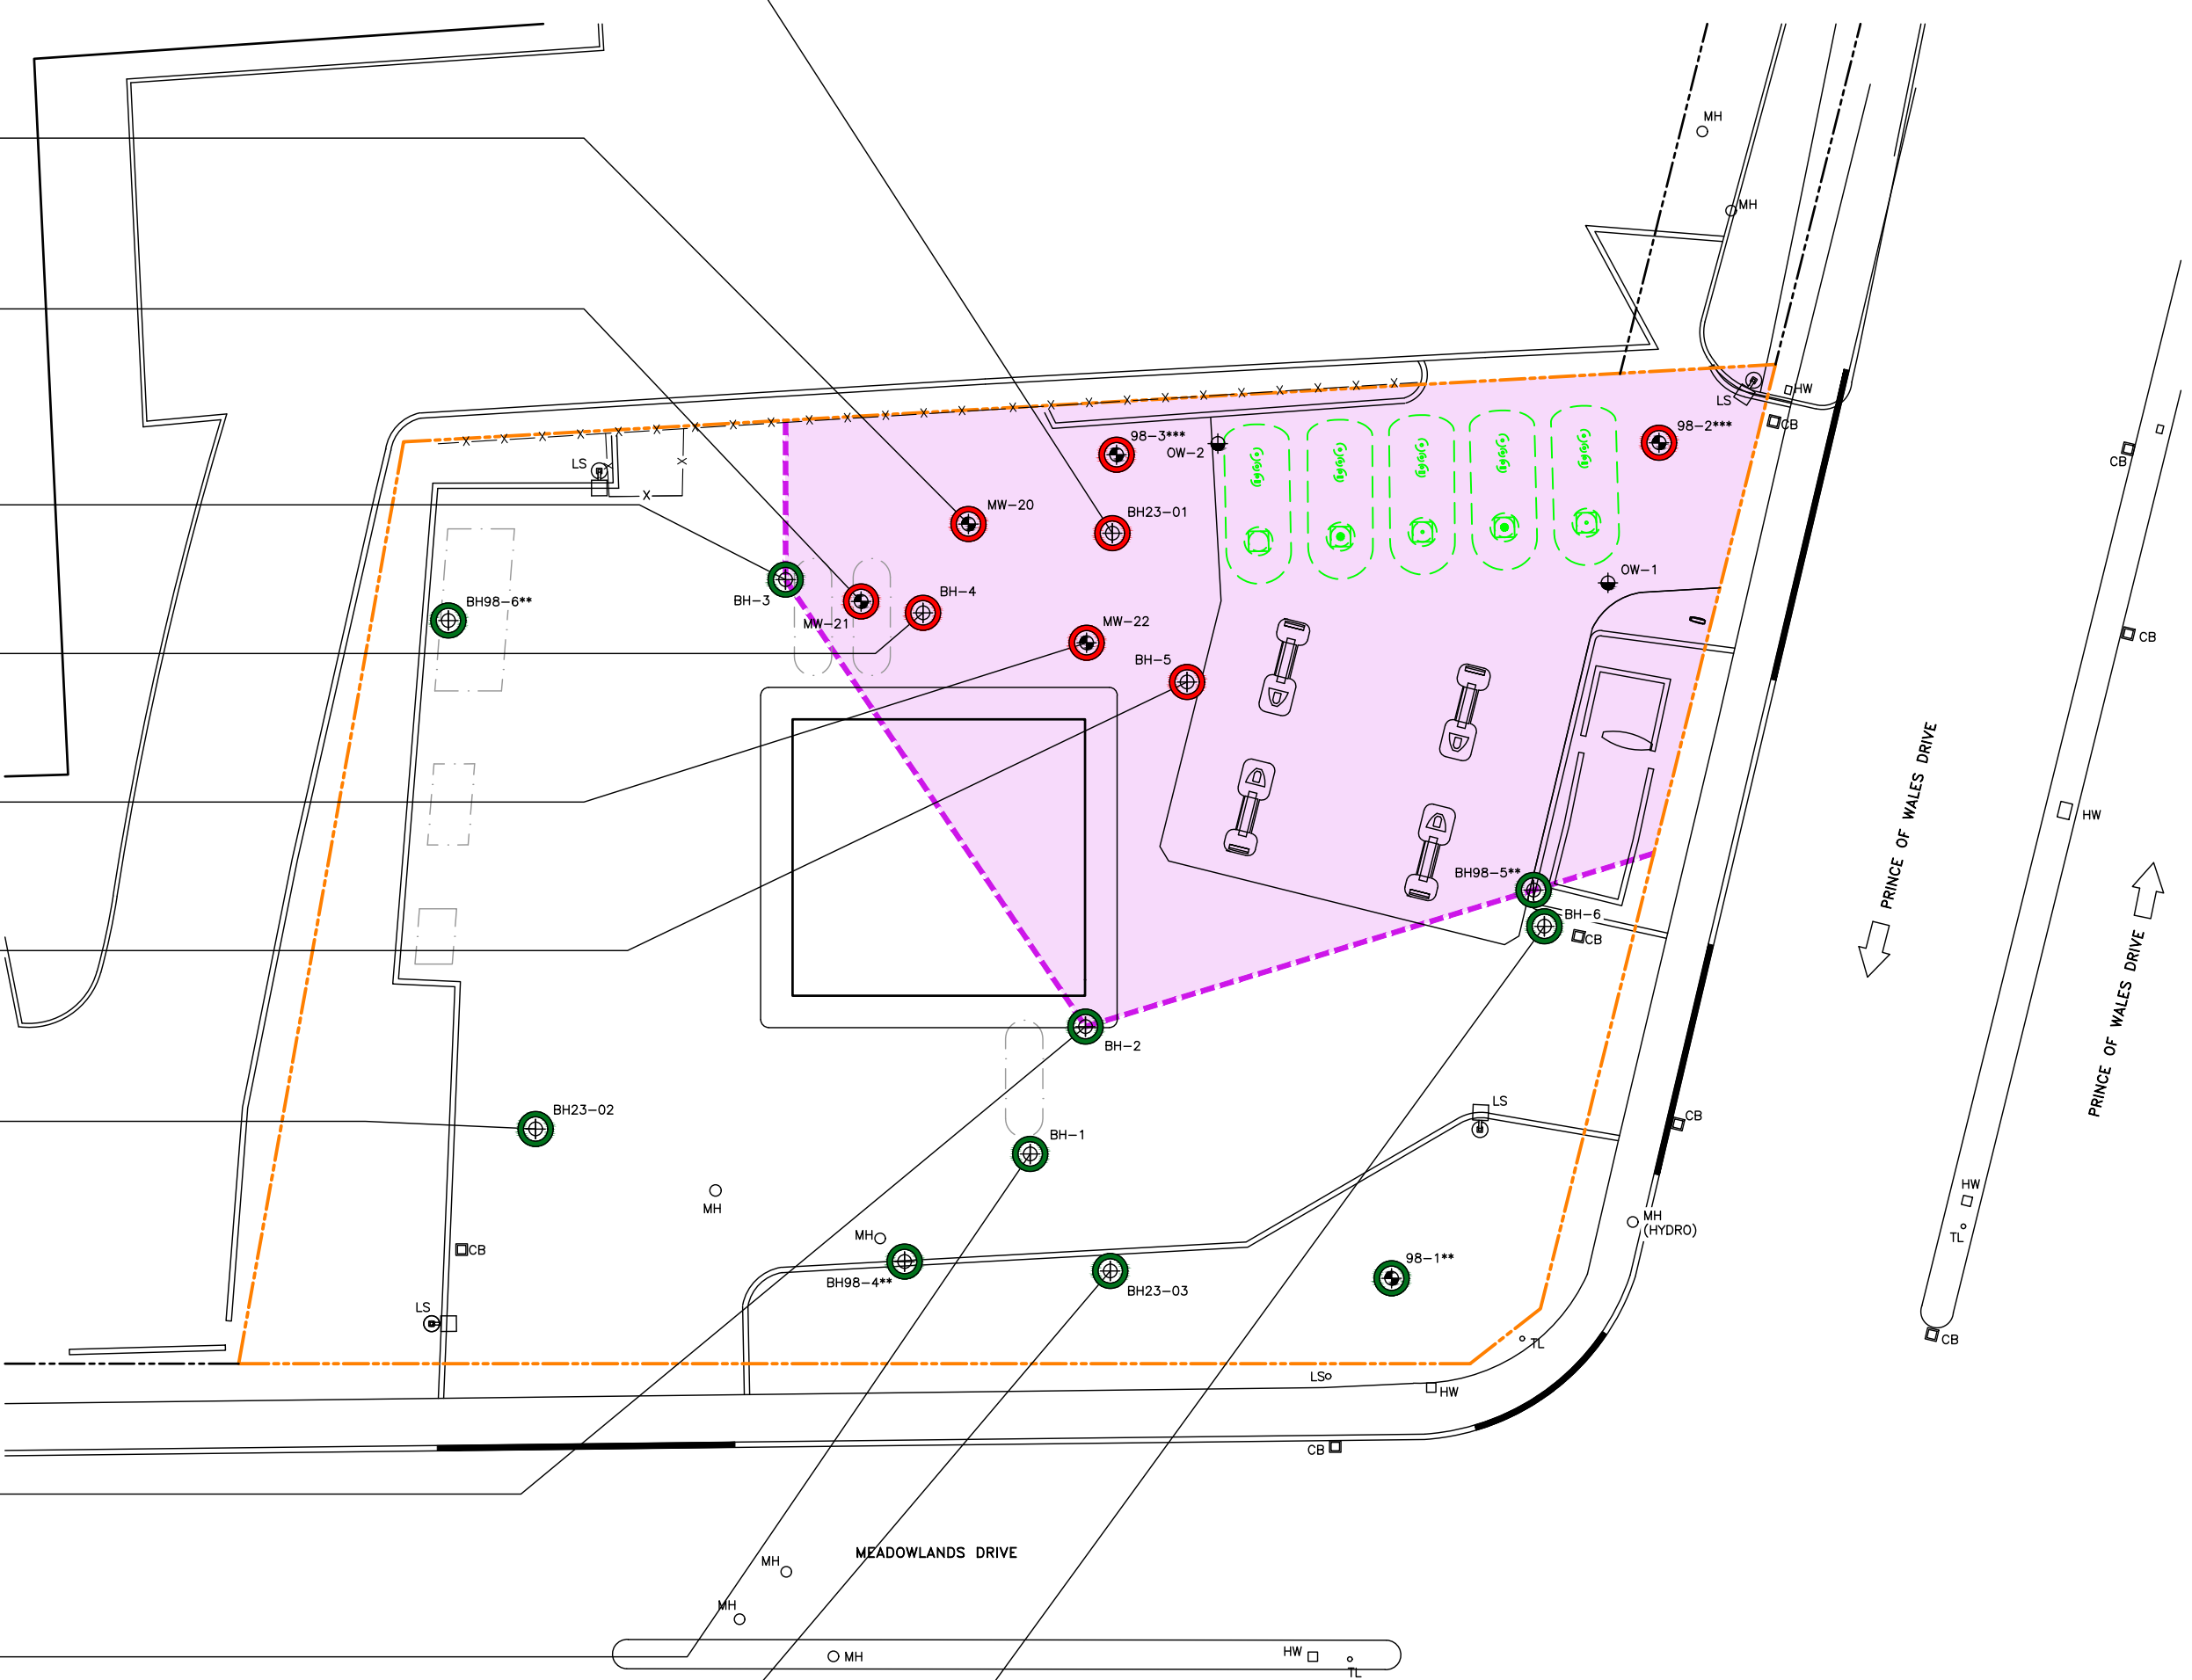 MH
MH
HW
LS
CB
98-3***
OW-2
98-2***
LS
CB
MW-20
BH23-01
OW-1
BH-3
BH-4
BH98-6**
MW-21
MW-22
CB
BH-5
HW
PRINCE OF WALES DRIVE
BH98-5**
BH-6
CB
PRINCE OF WALES DRIVE
BH-2
LS
BH23-02
CB
BH-1
HW
MH
MH
(HYDRO)
MH
TL
CB
98-1**
BH98-4**
BH23-03
LS
TL
CB
LS
HW
CB
MEADOWLANDS DRIVE
MH
MH
MH
HW
TL